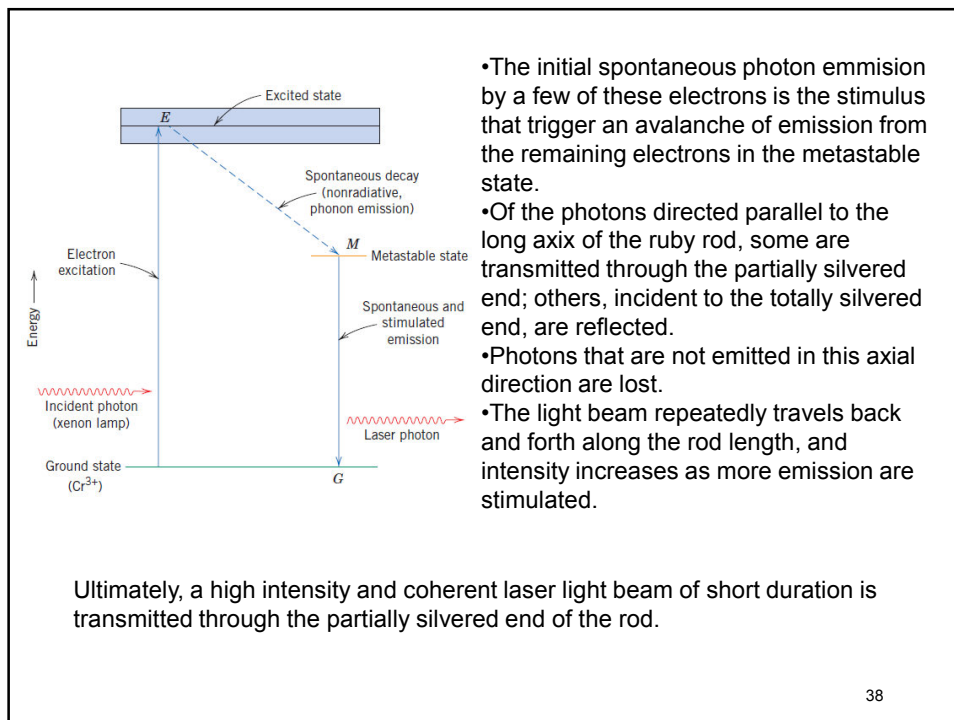 Excited state
E
Spontaneous decay
(nonradiative,
phonon emission)
M
Metastable state
Electron
excitation
Energy
Spontaneous and
stimulated
emission
Incident photon
(xenon lamp)
Laser photon
Ground state
(Cr3+)
G
•The initial spontaneous photon emmision
by a few of these electrons is the stimulus
that trigger an avalanche of emission from
the remaining electrons in the metastable
state.
•Of the photons directed parallel to the
long axix of the ruby rod, some are
transmitted through the partially silvered
end; others, incident to the totally silvered
end, are reflected.
•Photons that are not emitted in this axial
direction are lost.
•The light beam repeatedly travels back
and forth along the rod length, and
intensity increases as more emission are
stimulated.
Ultimately, a high intensity and coherent laser light beam of short duration is
transmitted through the partially silvered end of the rod.
38